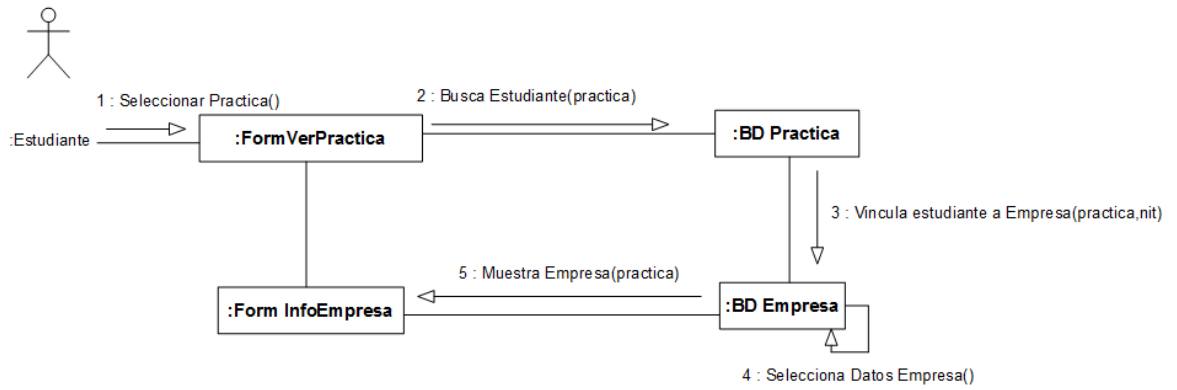 1 : Seleccionar Practica()
2 : Busca Estudiante(practica)
:Estudiante
:FormVerPractica
:BD Practica
3 : Vincula estudiante a Empresa(practica,nit)
5 : Muestra Empresa(practica)
:Form InfoEmpresa
:BD Empresa
4 : Selecciona Datos Empresa()